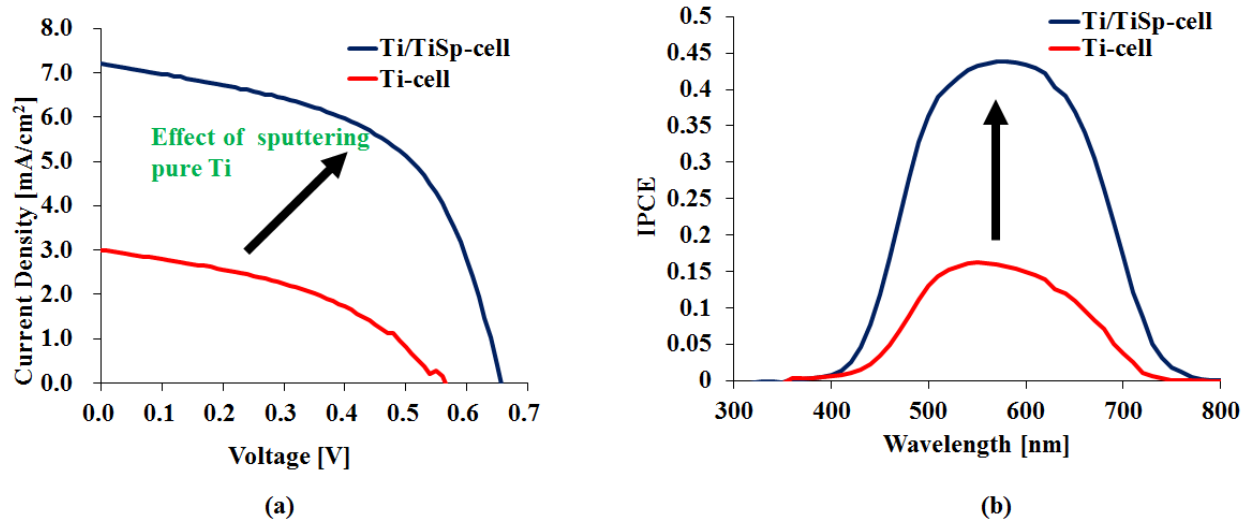 8.0
7.0
6.0
5.0
4.0
3.0
2.0
1.0
0.0
Current Density [mA/cm²]
Ti/TiSp-cell
Ti-cell
Effect of sputtering
pure Ti
0.0 0.1 0.2 0.3 0.4 0.5 0.6 0.7
Voltage [V]
(a)
0.5
0.45
0.4
0.35
0.3
0.25
0.2
0.15
0.1
0.05
0
IPCE
Ti/TiSp-cell
Ti-cell
300 400 500 600 700 800
Wavelength [nm]
(b)